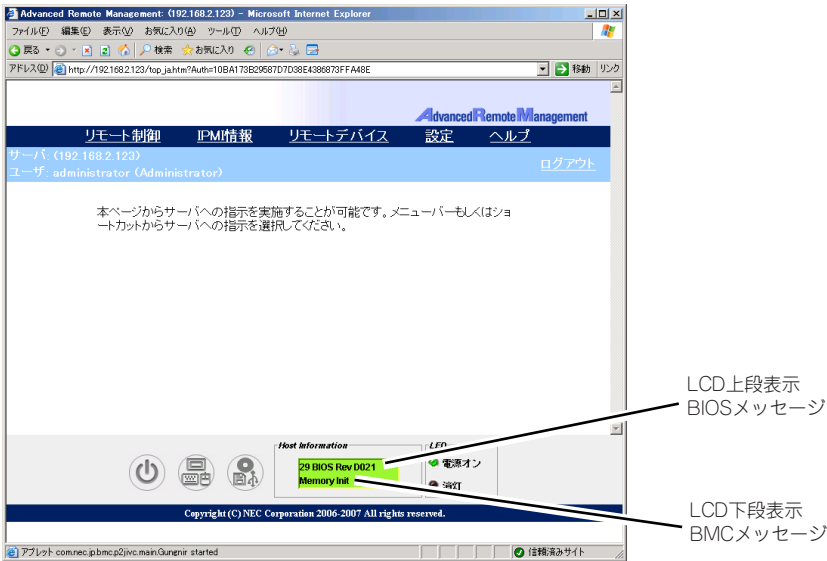 Advanced Remote Management: (192.168.2.123) - Microsoft Internet Explorer
ファイル(F) 編集(E) 表示(V) お気に入り(A) ツール(T) ヘルプ(H)
戻る 検索 お気に入り
アドレス(D) http://192.168.2.123/top_ja.htm?Auth=10BA173B29587D7D38E4386873FFA48E 移動 リンク
Advanced Remote Management
リモート制御 IPMI情報 リモートデバイス 設定 ヘルプ
サーバ: (192.168.2.123)
ログアウト
ユーザ: administrator (Administrator)
本ページからサーバへの指示を実施することが可能です。メニューバーもしくはショ
ートカットからサーバへの指示を選択してください。
LCD上段表示
BIOSメッセージ
Host Information
LED
29 BIOS Rev D021
Memory Init
電源オン
消灯
LCD下段表示
BMCメッセージ
Copyright (C) NEC Corporation 2006-2007 All rights reserved.
アプレット com.nec.jp.bmc.p2jivc.main.Gungnir started 信頼済みサイト